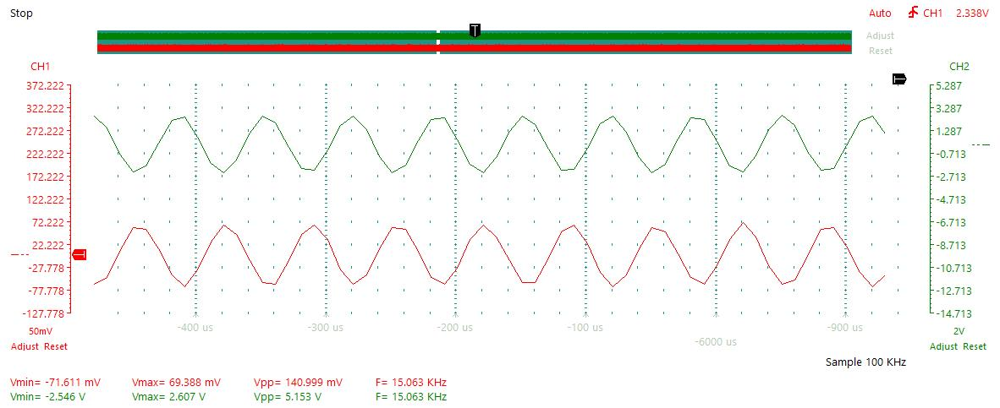 Stop
Auto CH1 2.338V
T
Adjust
Reset
CH1 CH2
372.222 5.287
322.222 3.287
272.222 1.287
222.222 -0.713
172.222 -2.713
122.222 -4.713
72.222 -6.713
22.222 -8.713
-27.778 -10.713
-77.778 -12.713
-127.778 -14.713
-400 us -300 us -200 us -100 us -6000 us -900 us
50mV 2V
Adjust Reset Adjust Reset
Sample 100 KHz
Vmin= -71.611 mV Vmax= 69.388 mV Vpp= 140.999 mV F= 15.063 KHz
Vmin= -2.546 V Vmax= 2.607 V Vpp= 5.153 V F= 15.063 KHz